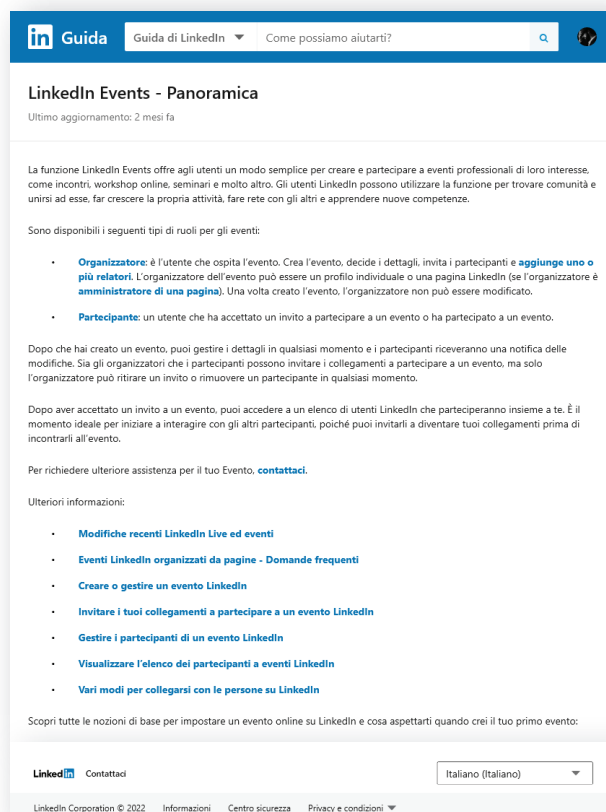 in Guida Guida di LinkedIn Come possiamo aiutarti?
LinkedIn Events - Panoramica
Ultimo aggiornamento: 2 mesi fa
La funzione LinkedIn Events offre agli utenti un modo semplice per creare e partecipare a eventi professionali di loro interesse,
come incontri, workshop online, seminari e molto altro. Gli utenti LinkedIn possono utilizzare la funzione per trovare comunità e
unirsi ad esse, far crescere la propria attività, fare rete con gli altri e apprendere nuove competenze.
Sono disponibili i seguenti tipi di ruoli per gli eventi:
• Organizzatore: è l'utente che ospita l'evento. Crea l'evento, decide i dettagli, invita i partecipanti e aggiunge uno o
più relatori. L'organizzatore dell'evento può essere un profilo individuale o una pagina LinkedIn (se l'organizzatore è
amministratore di una pagina). Una volta creato l'evento, l'organizzatore non può essere modificato.
• Partecipante: un utente che ha accettato un invito a partecipare a un evento o ha partecipato a un evento.
Dopo che hai creato un evento, puoi gestire i dettagli in qualsiasi momento e i partecipanti riceveranno una notifica delle
modifiche. Sia gli organizzatori che i partecipanti possono invitare i collegamenti a partecipare a un evento, ma solo
l'organizzatore può ritirare un invito o rimuovere un partecipante in qualsiasi momento.
Dopo aver accettato un invito a un evento, puoi accedere a un elenco di utenti LinkedIn che parteciperanno insieme a te. È il
momento ideale per iniziare a interagire con gli altri partecipanti, poiché puoi invitarli a diventare tuoi collegamenti prima di
incontrarli all'evento.
Per richiedere ulteriore assistenza per il tuo Evento, contattaci.
Ulteriori informazioni:
• Modifiche recenti LinkedIn Live ed eventi
• Eventi LinkedIn organizzati da pagine - Domande frequenti
• Creare o gestire un evento LinkedIn
• Invitare i tuoi collegamenti a partecipare a un evento LinkedIn
• Gestire i partecipanti di un evento LinkedIn
• Visualizzare l'elenco dei partecipanti a eventi LinkedIn
• Vari modi per collegarsi con le persone su LinkedIn
Scopri tutte le nozioni di base per impostare un evento online su LinkedIn e cosa aspettarti quando crei il tuo primo evento:
Linked in Contattaci Italiano (Italiano)
LinkedIn Corporation © 2022 Informazioni Centro sicurezza Privacy e condizioni